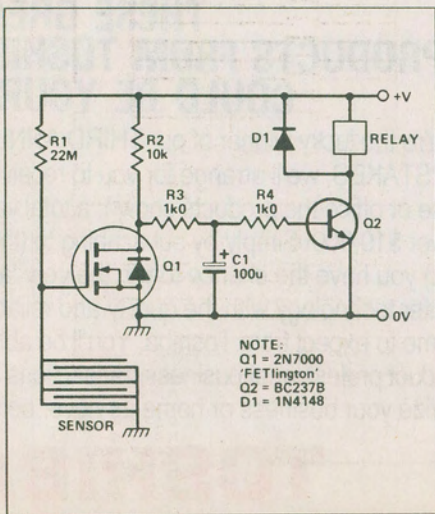 R1
22M
R2
10k
R3
1k0
R4
1k0
D1
RELAY
+V
Q1
C1
100u
Q2
0V
SENSOR
NOTE:
Q1 = 2N7000
'FETlington'
Q2 = BC237B
D1 = 1N4148